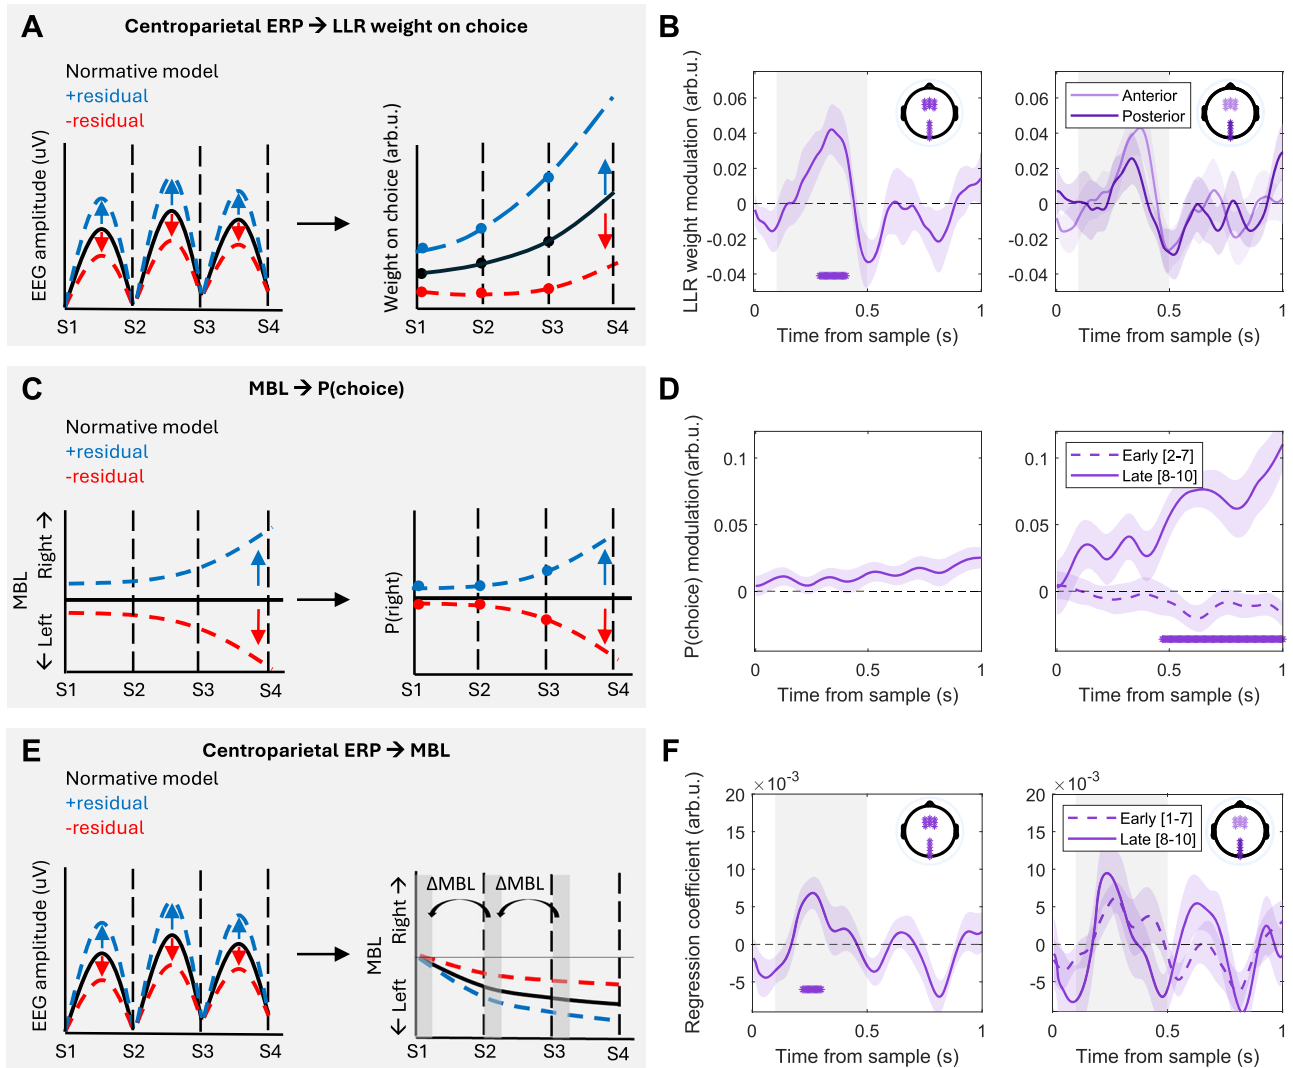 A
Centroparietal ERP → LLR weight on choice
Normative model
+residual
-residual
EEG amplitude (uV)
S1
S2
S3
S4
Weight on choice (arb.u.)
S1
S2
S3
S4
B
LLR weight modulation (arb.u.)
0.06
0.04
0.02
0
-0.02
-0.04
0
0.5
1
Time from sample (s)
Anterior
Posterior
0.06
0.04
0.02
0
-0.02
-0.04
0
0.5
1
Time from sample (s)
C
MBL → P(choice)
Normative model
+residual
-residual
MBL
← Left
Right →
S1
S2
S3
S4
P(right)
S1
S2
S3
S4
D
P(choice) modulation(arb.u.)
0.1
0.05
0
0
0.5
1
Time from sample (s)
Early [2-7]
Late [8-10]
0.1
0.05
0
0
0.5
1
Time from sample (s)
E
Centroparietal ERP → MBL
Normative model
+residual
-residual
EEG amplitude (uV)
S1
S2
S3
S4
MBL
← Left
Right →
ΔMBL
ΔMBL
S1
S2
S3
S4
F
Regression coefficient (arb.u.)
×10⁻³
20
15
10
5
0
-5
0
0.5
1
Time from sample (s)
×10⁻³
Early [1-7]
Late [8-10]
20
15
10
5
0
-5
0
0.5
1
Time from sample (s)